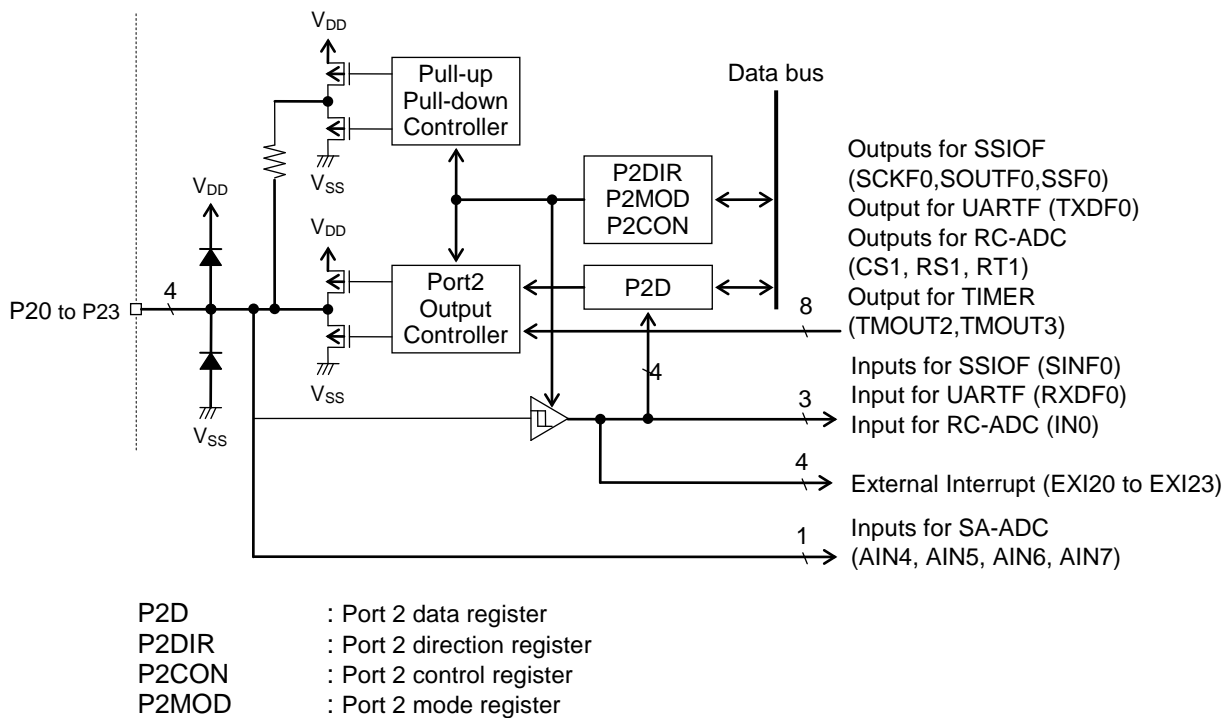 VDD
Pull-up
Pull-down
Controller
VSS
Data bus
P2DIR
P2MOD
P2CON
VDD
VDD
Port2
Output
Controller
P2D
P20 to P23
4
8
4
VSS
VSS
Outputs for SSIOF
(SCKF0,SOUTF0,SSF0)
Output for UARTF (TXDF0)
Outputs for RC-ADC
(CS1, RS1, RT1)
Output for TIMER
(TMOUT2,TMOUT3)
Inputs for SSIOF (SINF0)
3
Input for UARTF (RXDF0)
Input for RC-ADC (IN0)
4
External Interrupt (EXI20 to EXI23)
1
Inputs for SA-ADC
(AIN4, AIN5, AIN6, AIN7)
P2D : Port 2 data register
P2DIR : Port 2 direction register
P2CON : Port 2 control register
P2MOD : Port 2 mode register